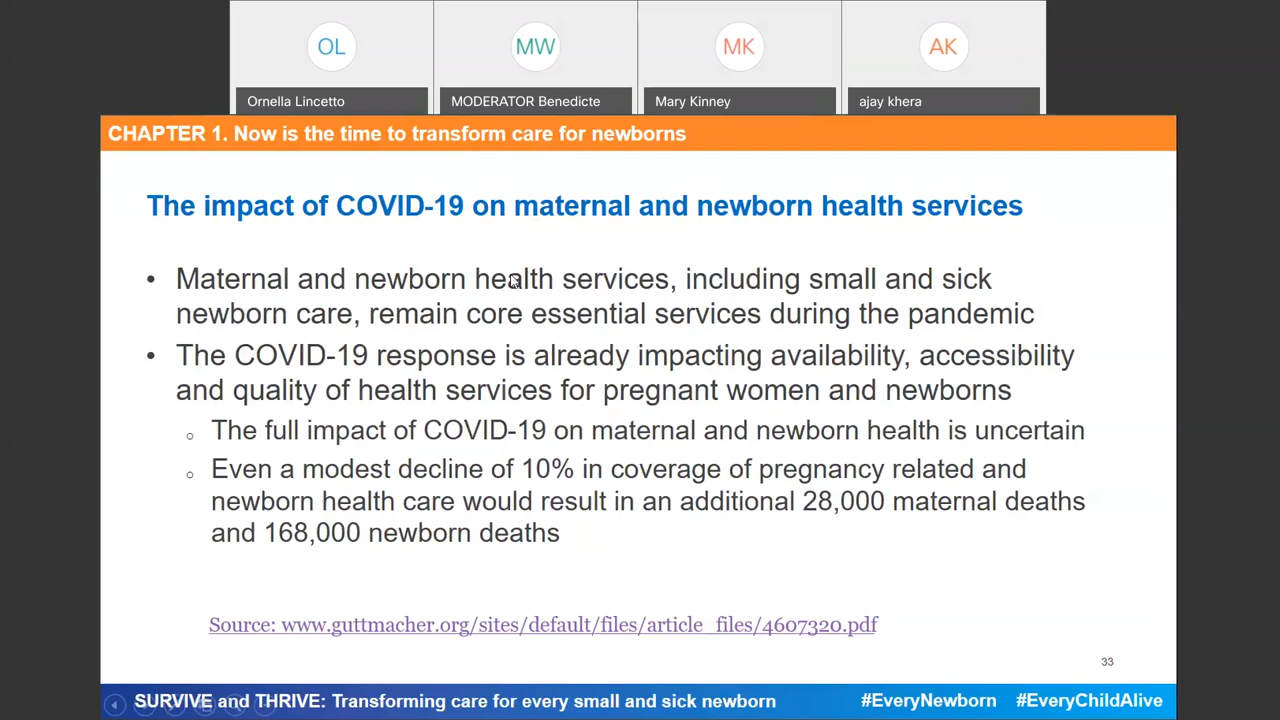 OL
MW
MK
AK
Ornella Lincetto
MODERATOR Benedicte
Mary Kinney
ajay khera
CHAPTER 1. Now is the time to transform care for newborns
The impact of COVID-19 on maternal and newborn health services
• Maternal and newborn health services, including small and sick
newborn care, remain core essential services during the pandemic
• The COVID-19 response is already impacting availability, accessibility
and quality of health services for pregnant women and newborns
○ The full impact of COVID-19 on maternal and newborn health is uncertain
○ Even a modest decline of 10% in coverage of pregnancy related and
newborn health care would result in an additional 28,000 maternal deaths
and 168,000 newborn deaths
Source: www.guttmacher.org/sites/default/files/article_files/4607320.pdf
33
SURVIVE and THRIVE: Transforming care for every small and sick newborn
#EveryNewborn #EveryChildAlive